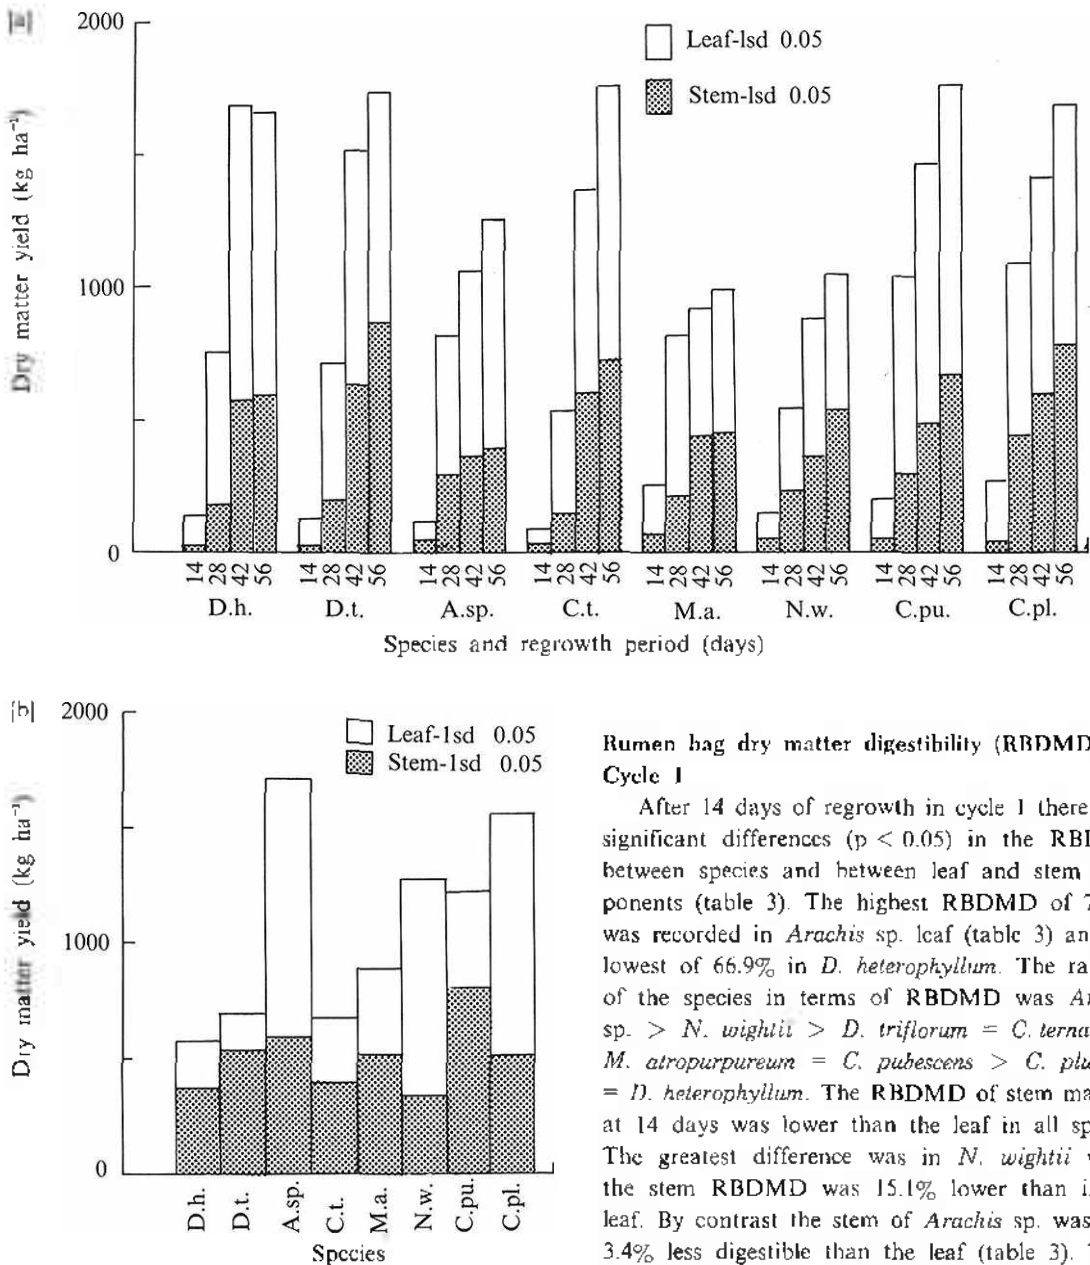 a
2000
Leaf-lsd 0.05
Stem-lsd 0.05
Dry matter yield (kg ha⁻¹)
1000
0
14 28 42 56 14 28 42 56 14 28 42 56 14 28 42 56 14 28 42 56 14 28 42 56 14 28 42 56 14 28 42 56
D.h. D.t. A.sp. C.t. M.a. N.w. C.pu. C.pl.
Species and regrowth period (days)
b
2000
Leaf-1sd 0.05
Stem-1sd 0.05
Dry matter yield (kg ha⁻¹)
1000
0
D.h. D.t. A.sp. C.t. M.a. N.w. C.pu. C.pl.
Species
Rumen bag dry matter digestibility (RBDMD
Cycle 1
After 14 days of regrowth in cycle 1 there
significant differences (p < 0.05) in the
between species and between leaf and stem
ponents (table 3). The highest RBDMD of
was recorded in Arachis sp. leaf (table 3)
lowest of 66.9% in D. heterophyllum. The
of the species in terms of RBDMD was
sp. > N. wightii > D. triflorum =
M. atropurpureum = C. pubescens >
= D. heterophyllum. The RBDMD of stem
at 14 days was lower than the leaf in all
The greatest difference was in N. wightii
the stem RBDMD was 15.1% lower than
leaf. By contrast the stem of Arachis sp. was
3.4% less digestible than the leaf (table 3).